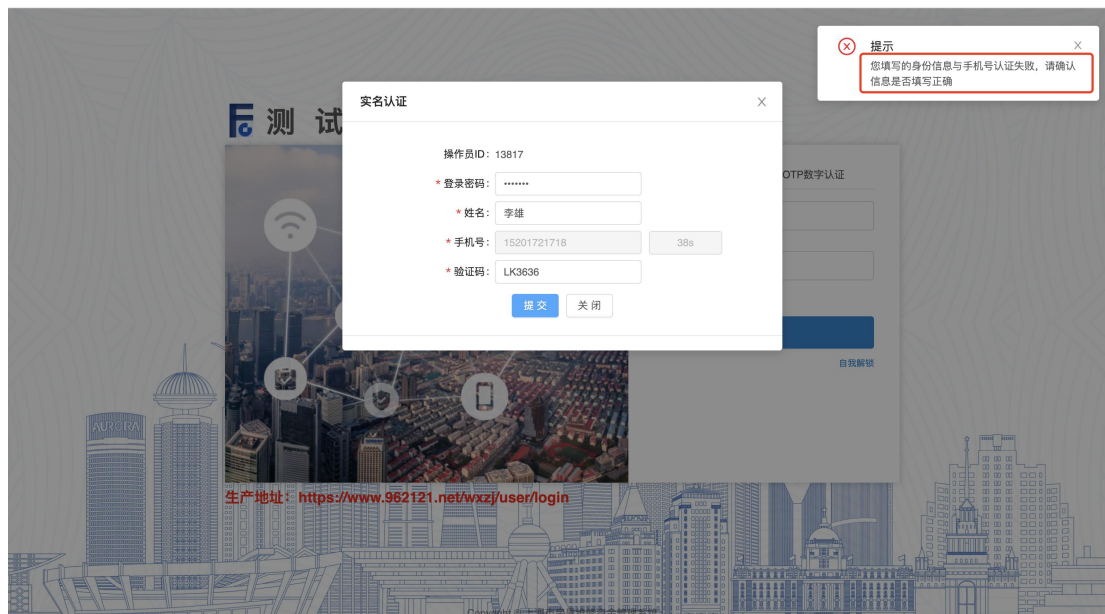 提示
您填写的身份信息与手机号认证失败，请确认
信息是否填写正确
实名认证
测 试
操作员ID： 13817
OTP数字认证
* 登录密码： •••••••
* 姓名： 李雄
* 手机号： 15201721718 38s
* 验证码： LK3636
提 交 关 闭
自我解锁
AURORA
生产地址：https://www.962121.net/wxzj/user/login